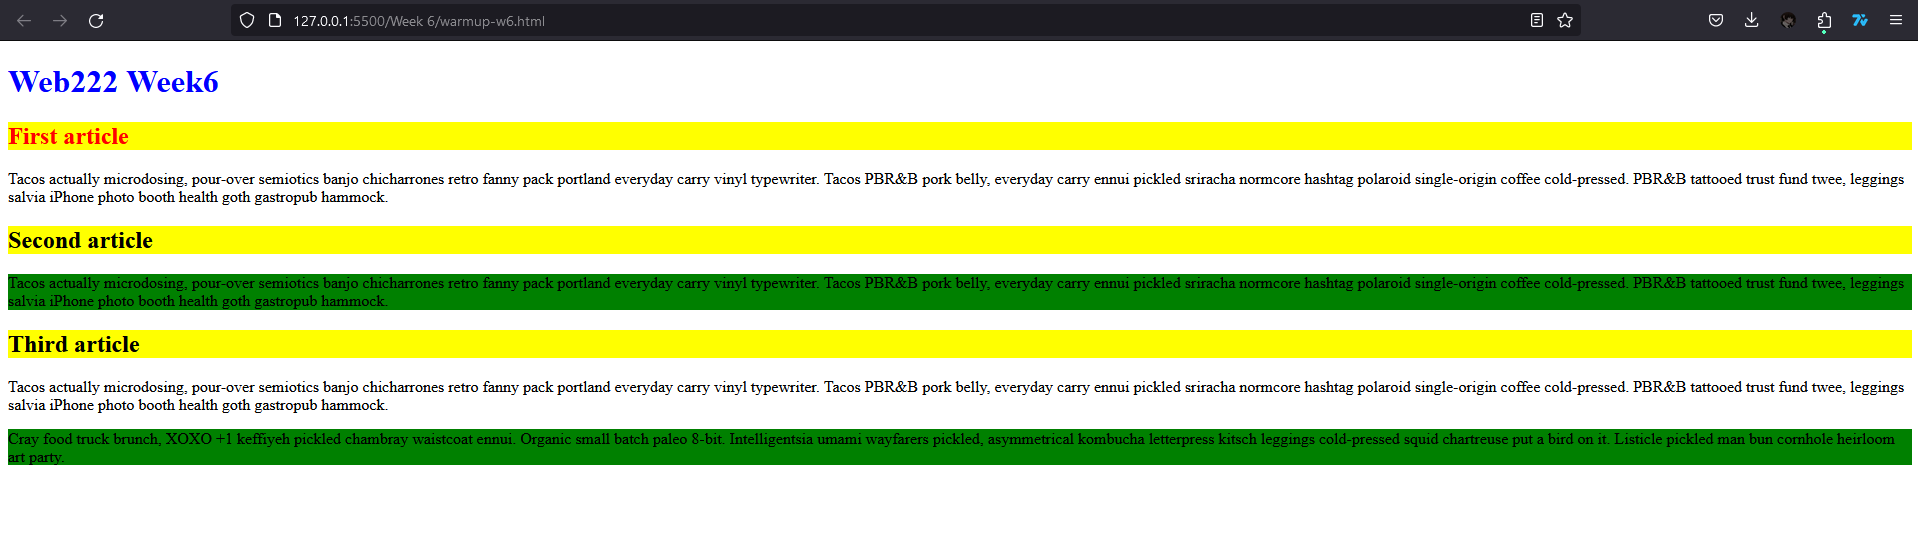 127.0.0.1:5500/Week 6/warmup-w6.html
Web222 Week6
First article
Tacos actually microdosing, pour-over semiotics banjo chicharrones retro fanny pack portland everyday carry vinyl typewriter. Tacos PBR&B pork belly, everyday carry ennui pickled sriracha normcore hashtag polaroid single-origin coffee cold-pressed. PBR&B tattooed trust fund twee, leggings
salvia iPhone photo booth health goth gastropub hammock.
Second article
Tacos actually microdosing, pour-over semiotics banjo chicharrones retro fanny pack portland everyday carry vinyl typewriter. Tacos PBR&B pork belly, everyday carry ennui pickled sriracha normcore hashtag polaroid single-origin coffee cold-pressed. PBR&B tattooed trust fund twee, leggings
salvia iPhone photo booth health goth gastropub hammock.
Third article
Tacos actually microdosing, pour-over semiotics banjo chicharrones retro fanny pack portland everyday carry vinyl typewriter. Tacos PBR&B pork belly, everyday carry ennui pickled sriracha normcore hashtag polaroid single-origin coffee cold-pressed. PBR&B tattooed trust fund twee, leggings
salvia iPhone photo booth health goth gastropub hammock.
Cray food truck brunch, XOXO +1 keffiyeh pickled chambray waistcoat ennui. Organic small batch paleo 8-bit. Intelligentsia umami wayfarers pickled, asymmetrical kombucha letterpress kitsch leggings cold-pressed squid chartreuse put a bird on it. Listicle pickled man bun cornhole heirloom
art party.